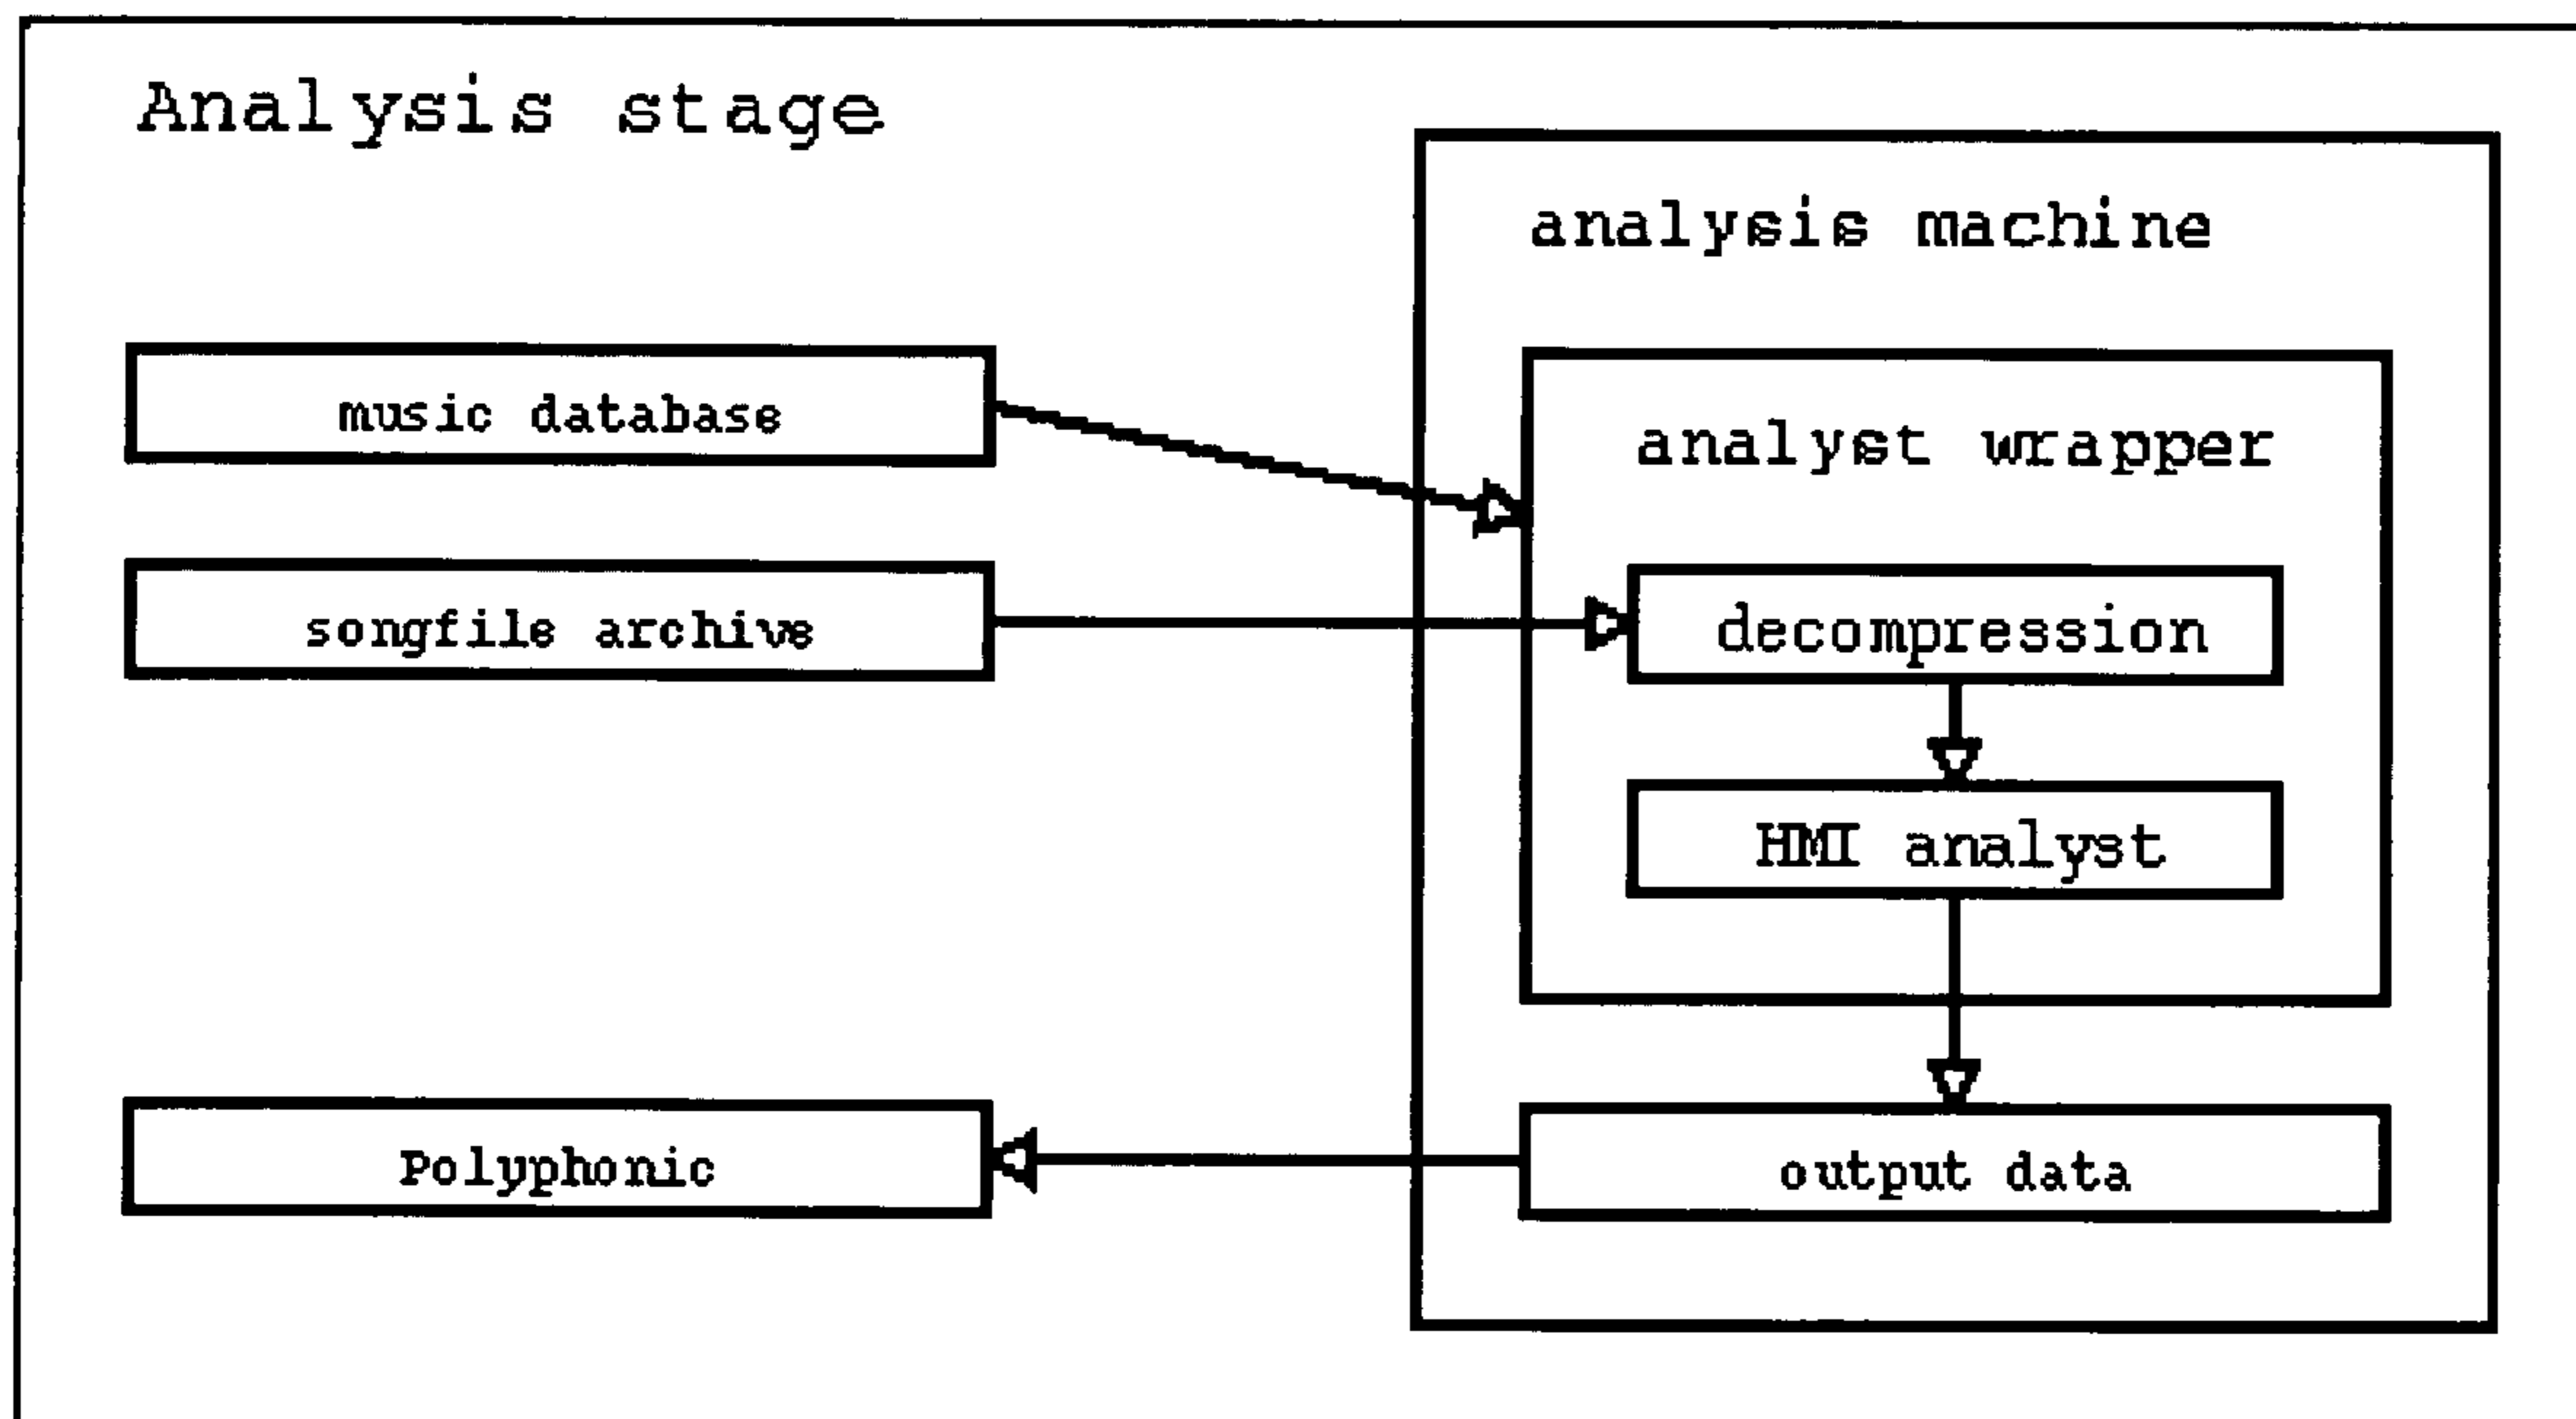 Analysis stage
analysis machine
music database
analyst wrapper
songfile archive
decompression
HMI analyst
Polyphonic
output data